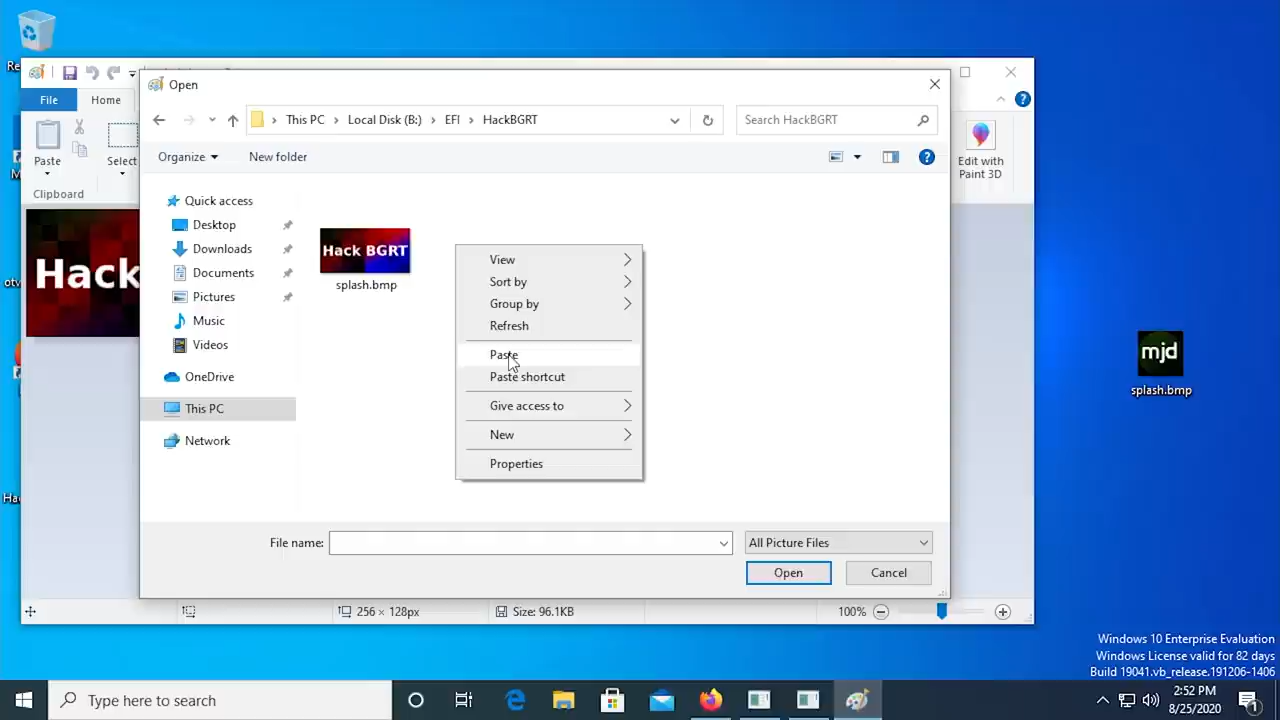 Re
Open
This PC
Local Disk (B:)
EFI
HackBGRT
Search HackBGRT
File
Home
Organize
New folder
Paste
Select
Edit with
Paint 3D
Clipboard
Quick access
Desktop
Downloads
Documents
Pictures
Music
Videos
OneDrive
This PC
Network
Hack
Hack BGRT
splash.bmp
View
Sort by
Group by
Refresh
Paste
Paste shortcut
Give access to
New
Properties
File name:
All Picture Files
Open
Cancel
256 × 128px
Size: 96.1KB
100%
mjd
splash.bmp
otv
Ha
Windows 10 Enterprise Evaluation
Windows License valid for 82 days
Build 19041.vb_release.191206-1406
Type here to search
2:52 PM
8/25/2020
1